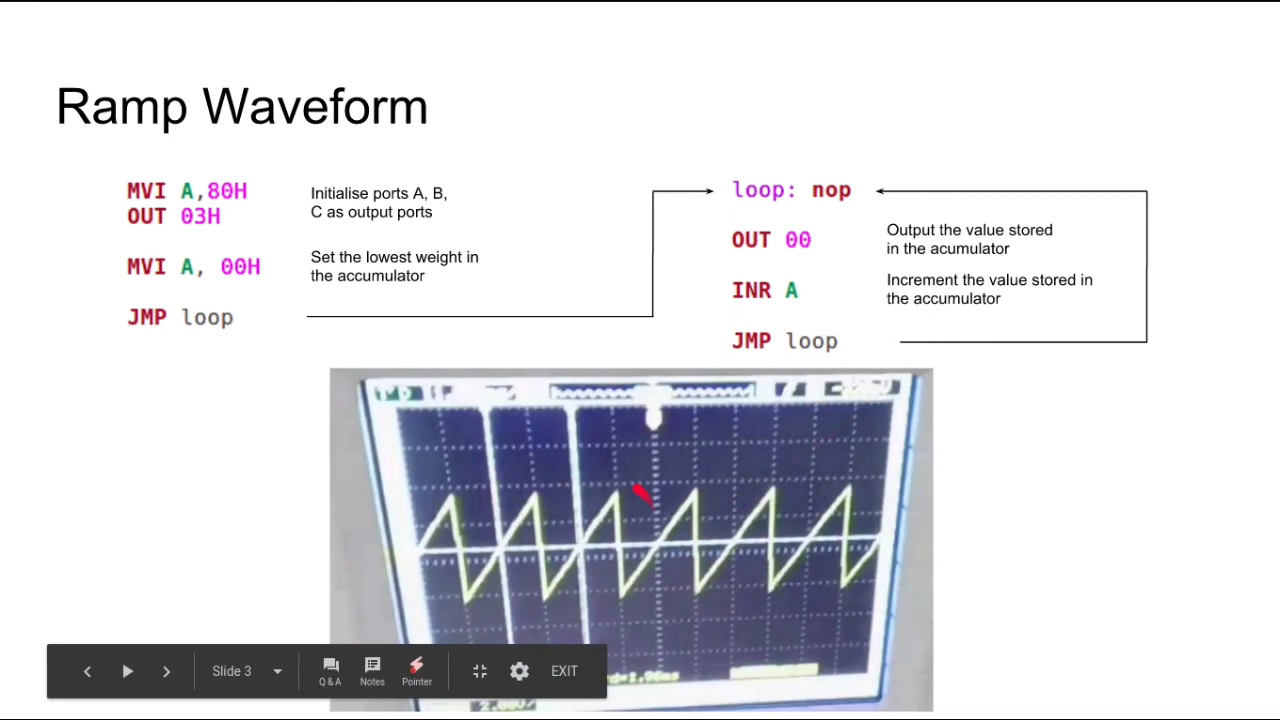 Ramp Waveform
MVI A,80H
OUT 03H
Initialise ports A, B,
C as output ports
MVI A, 00H
Set the lowest weight in
the accumulator
JMP loop
loop: nop
OUT 00
Output the value stored
in the acumulator
INR A
Increment the value stored in
the accumulator
JMP loop
Slide 3
Q & A
Notes
Pointer
EXIT